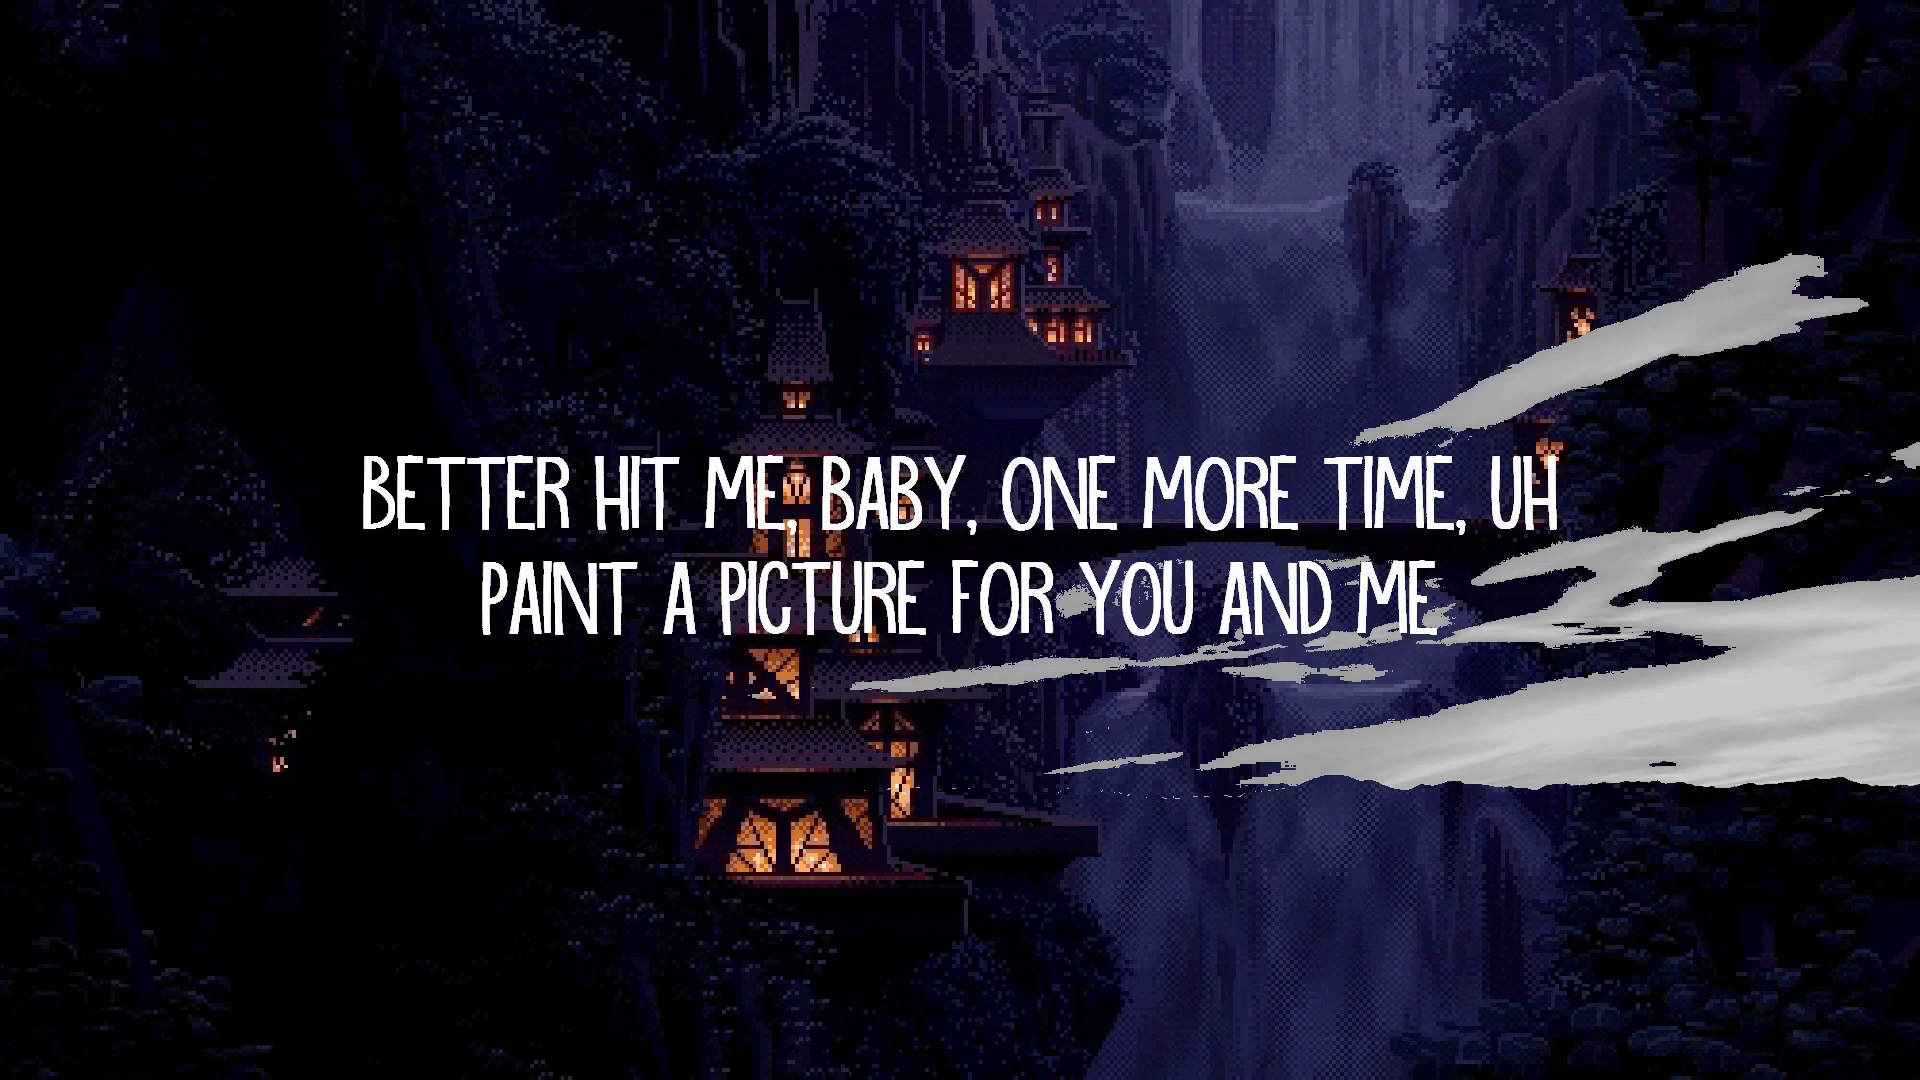 BETTER HIT ME, BABY, ONE MORE TIME, UH
PAINT A PICTURE FOR YOU AND ME